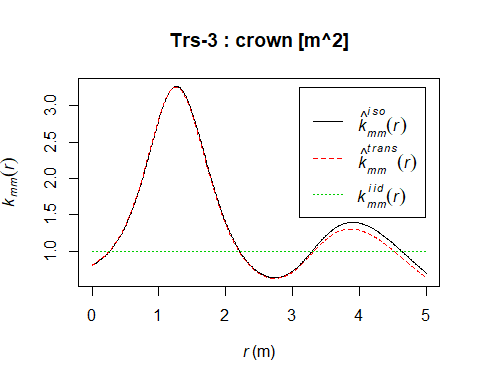 Trs-3 : crown [m^2]
k_mm(r)
3.0
2.5
2.0
1.5
1.0
0 1 2 3 4 5
r (m)
k̂_mm^iso(r)
k̂_mm^trans(r)
k_mm^iid(r)